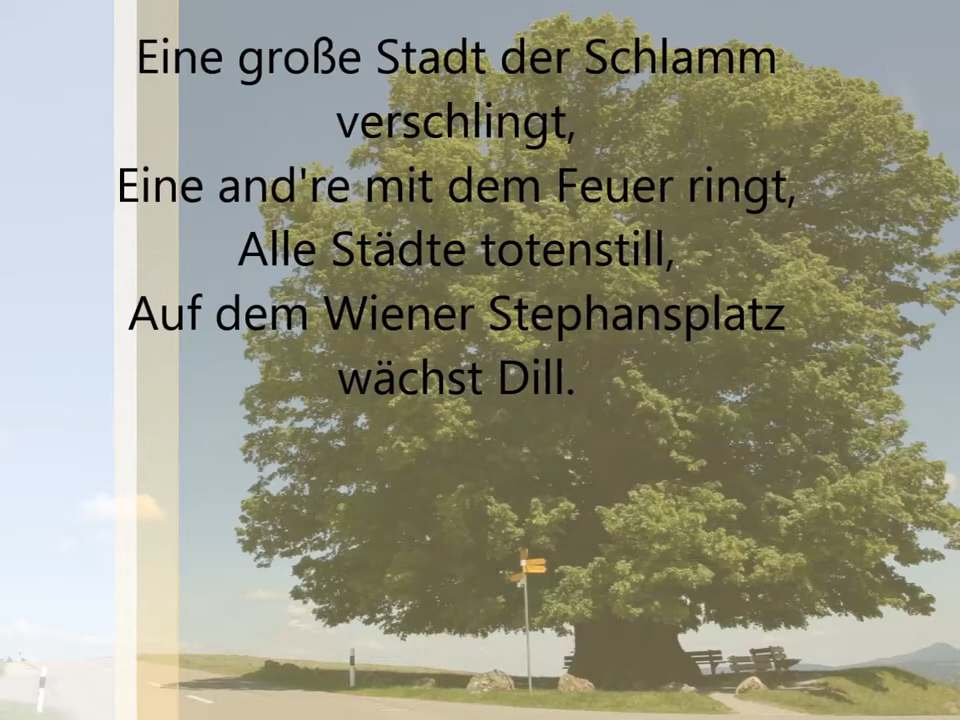 Eine große Stadt der Schlamm
verschlingt,
Eine and're mit dem Feuer ringt,
Alle Städte totenstill,
Auf dem Wiener Stephansplatz
wächst Dill.